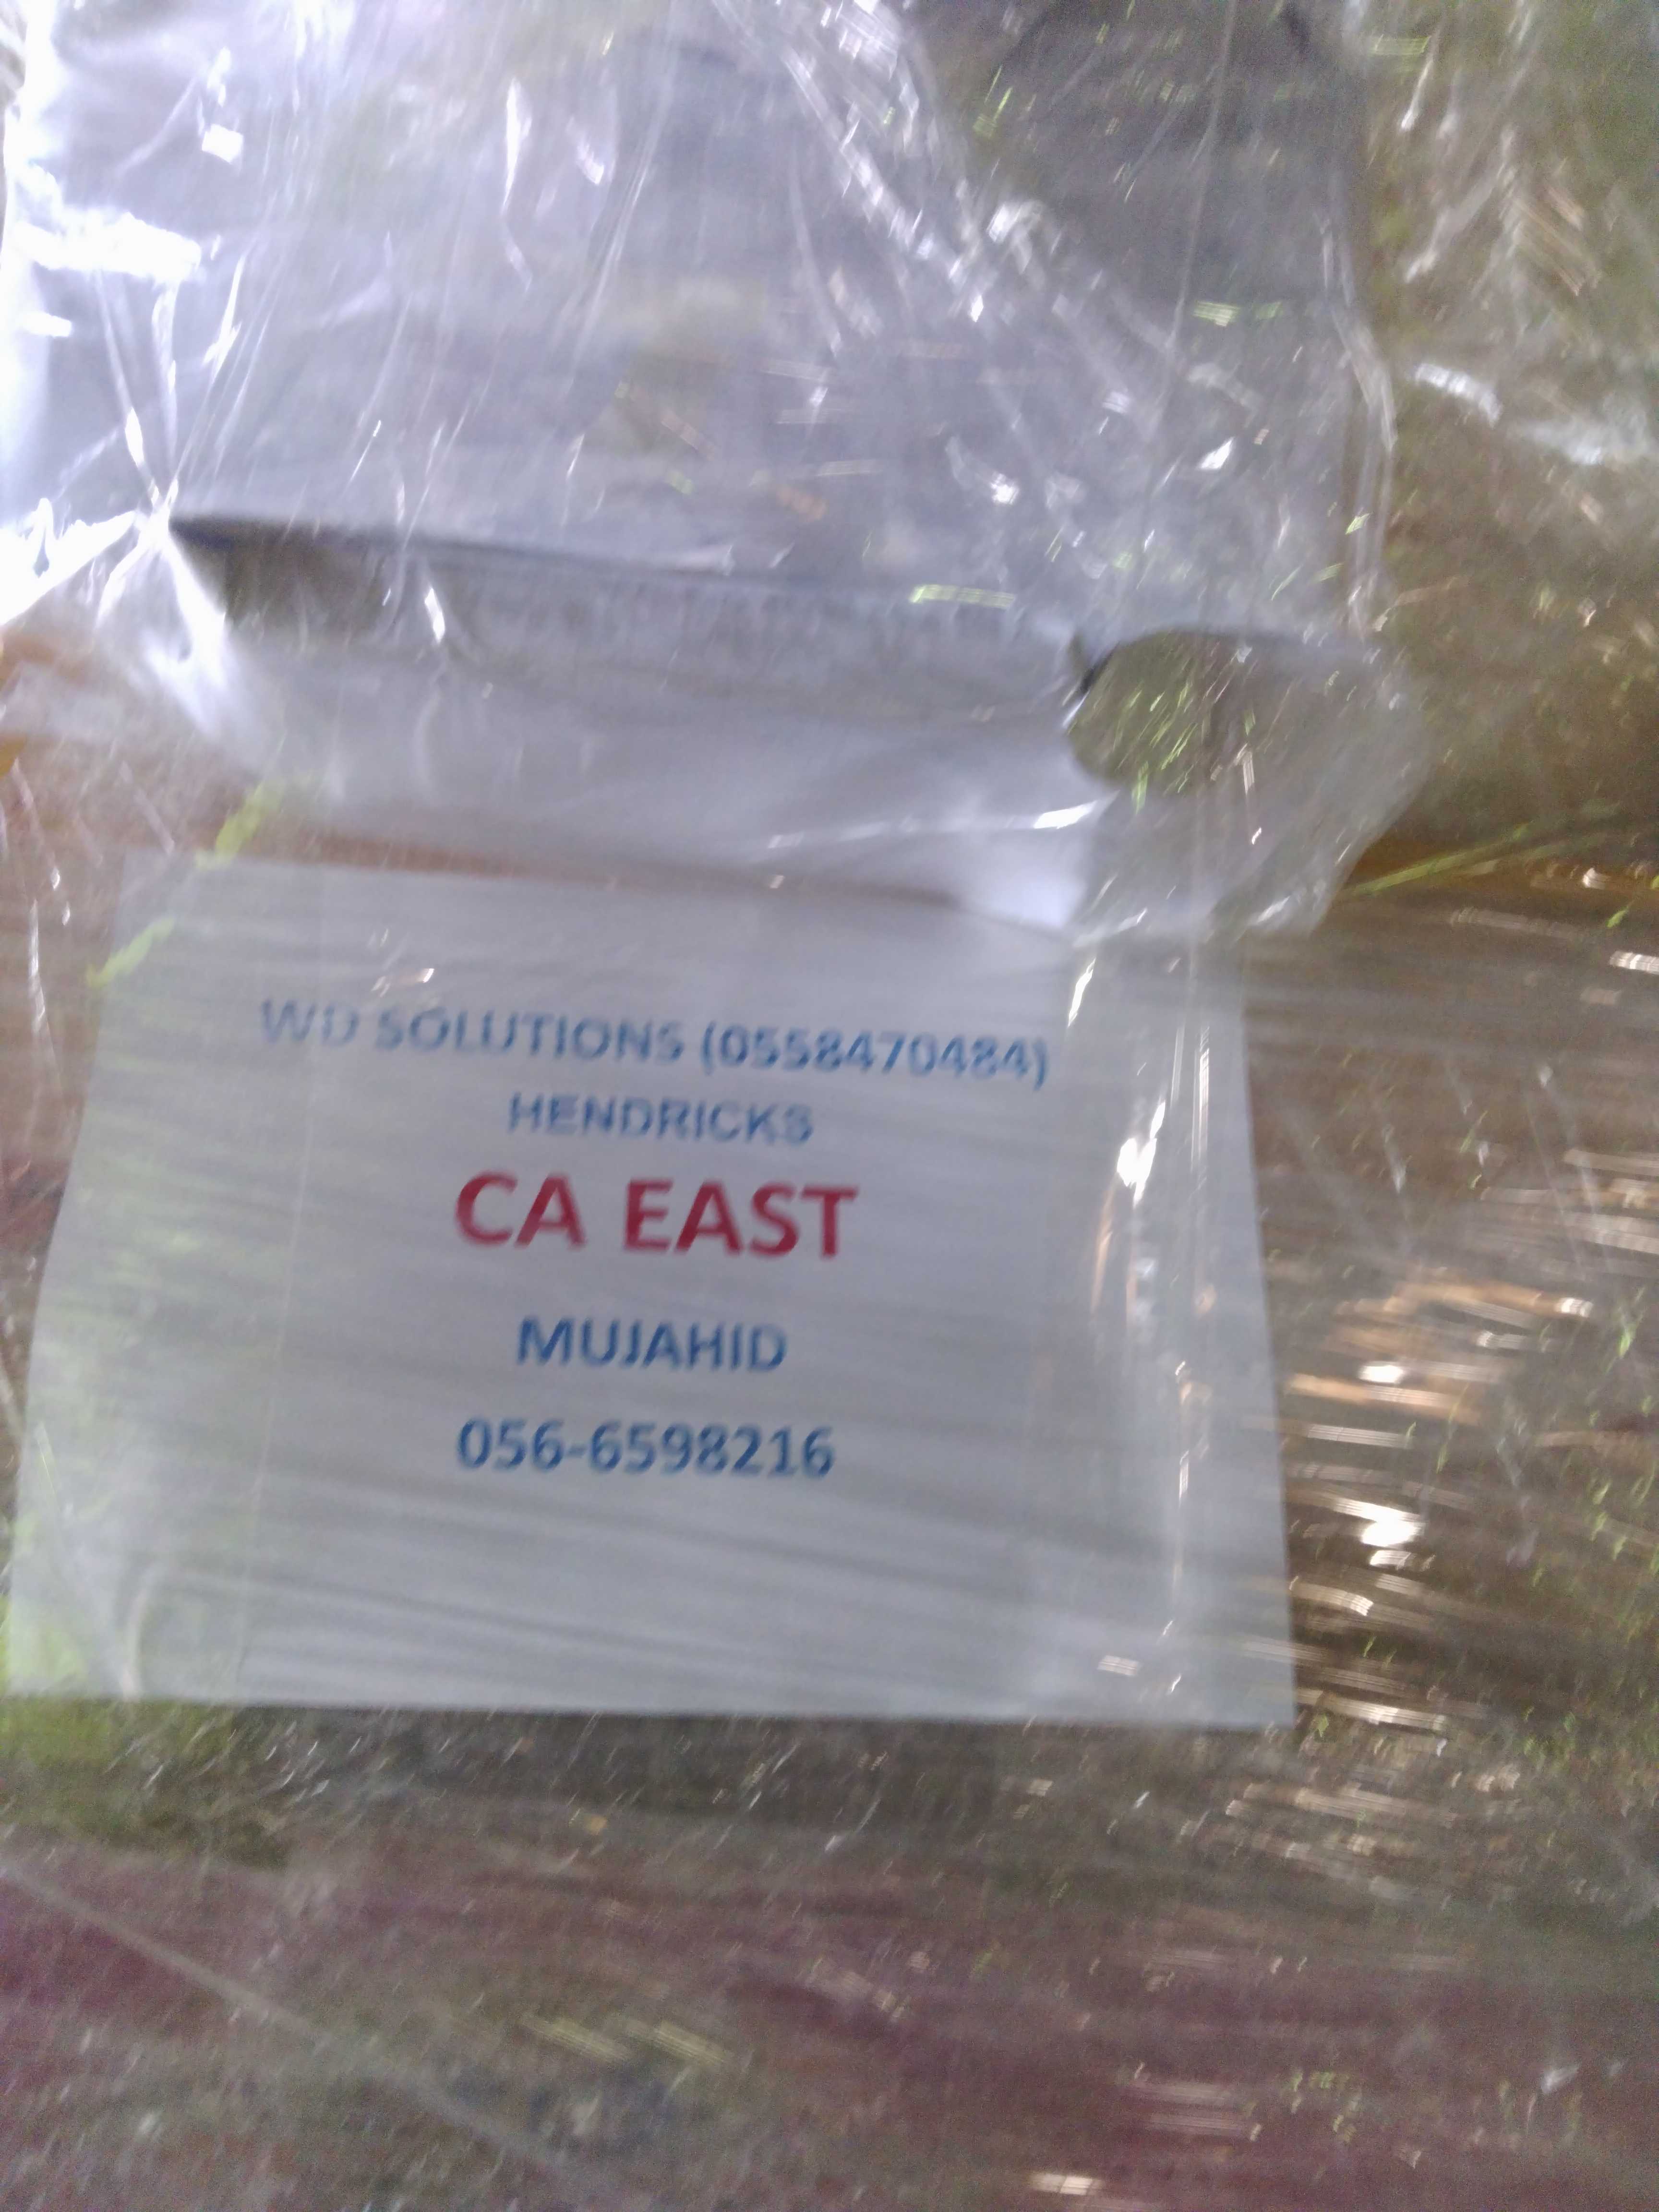 WD SOLUTIONS (0558470484)
HENDRICKS
CA EAST
MUJAHID
056-6598216